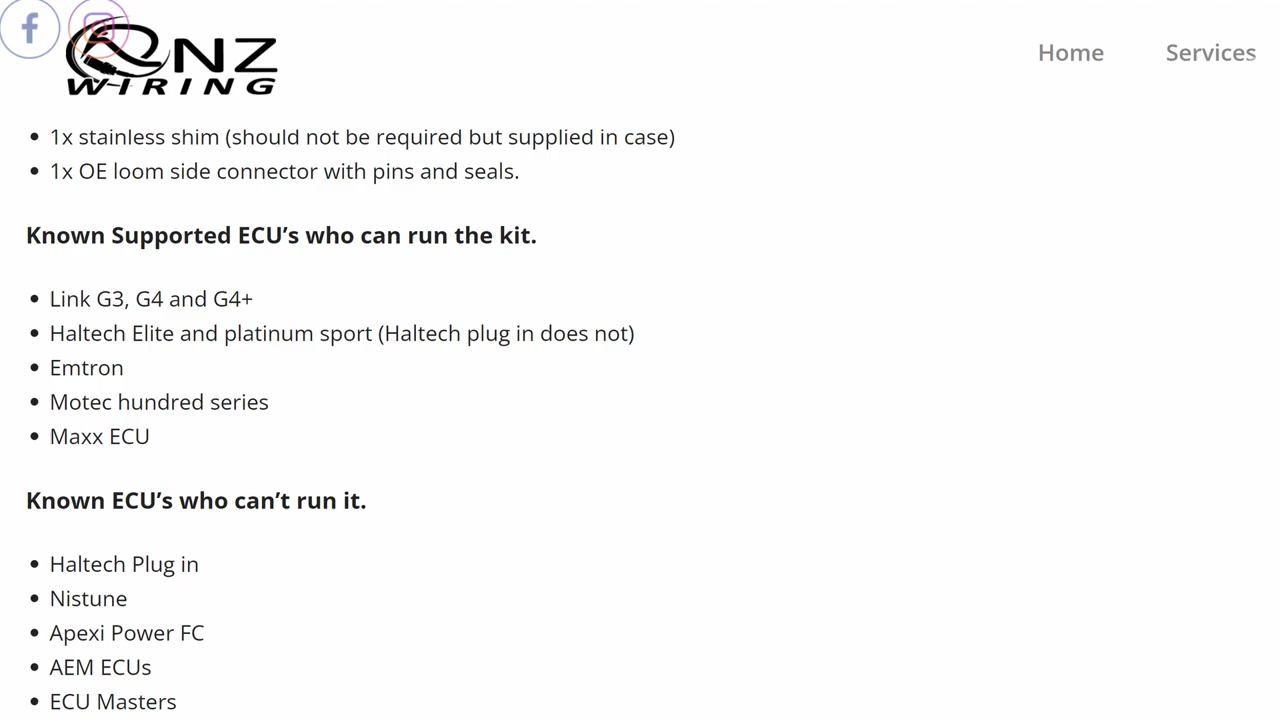 NZ
WIRING
Home
Services
1x stainless shim (should not be required but supplied in case)
1x OE loom side connector with pins and seals.
Known Supported ECU’s who can run the kit.
Link G3, G4 and G4+
Haltech Elite and platinum sport (Haltech plug in does not)
Emtron
Motec hundred series
Maxx ECU
Known ECU’s who can’t run it.
Haltech Plug in
Nistune
Apexi Power FC
AEM ECUs
ECU Masters